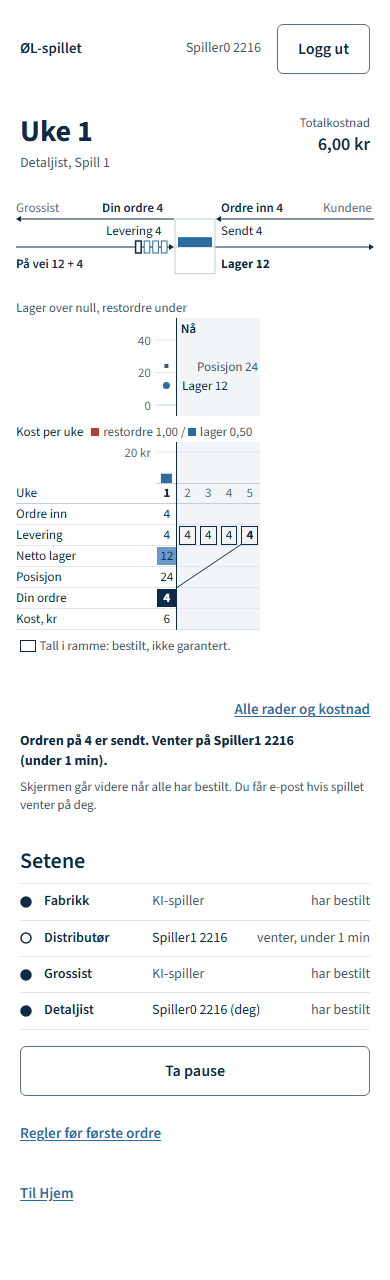 ØL-spillet Spiller0 2216 Logg ut
Uke 1 Totalkostnad
6,00 kr
Detaljist, Spill 1
Grossist Din ordre 4 Ordre inn 4 Kundene
Levering 4 Sendt 4
På vei 12 + 4 Lager 12
Lager over null, restordre under
Nå
40
Posisjon 24
20
Lager 12
0
Kost per uke restordre 1,00 / lager 0,50
20 kr
Uke 1 2 3 4 5
Ordre inn 4
Levering 4 4 4 4 4
Netto lager 12
Posisjon 24
Din ordre 4
Kost, kr 6
Tall i ramme: bestilt, ikke garantert.
Alle rader og kostnad
Ordren på 4 er sendt. Venter på Spiller1 2216
(under 1 min).
Skjermen går videre når alle har bestilt. Du får e-post hvis spillet
venter på deg.
Setene
Fabrikk KI-spiller har bestilt
Distributør Spiller1 2216 venter, under 1 min
Grossist KI-spiller har bestilt
Detaljist Spiller0 2216 (deg) har bestilt
Ta pause
Regler før første ordre
Til Hjem